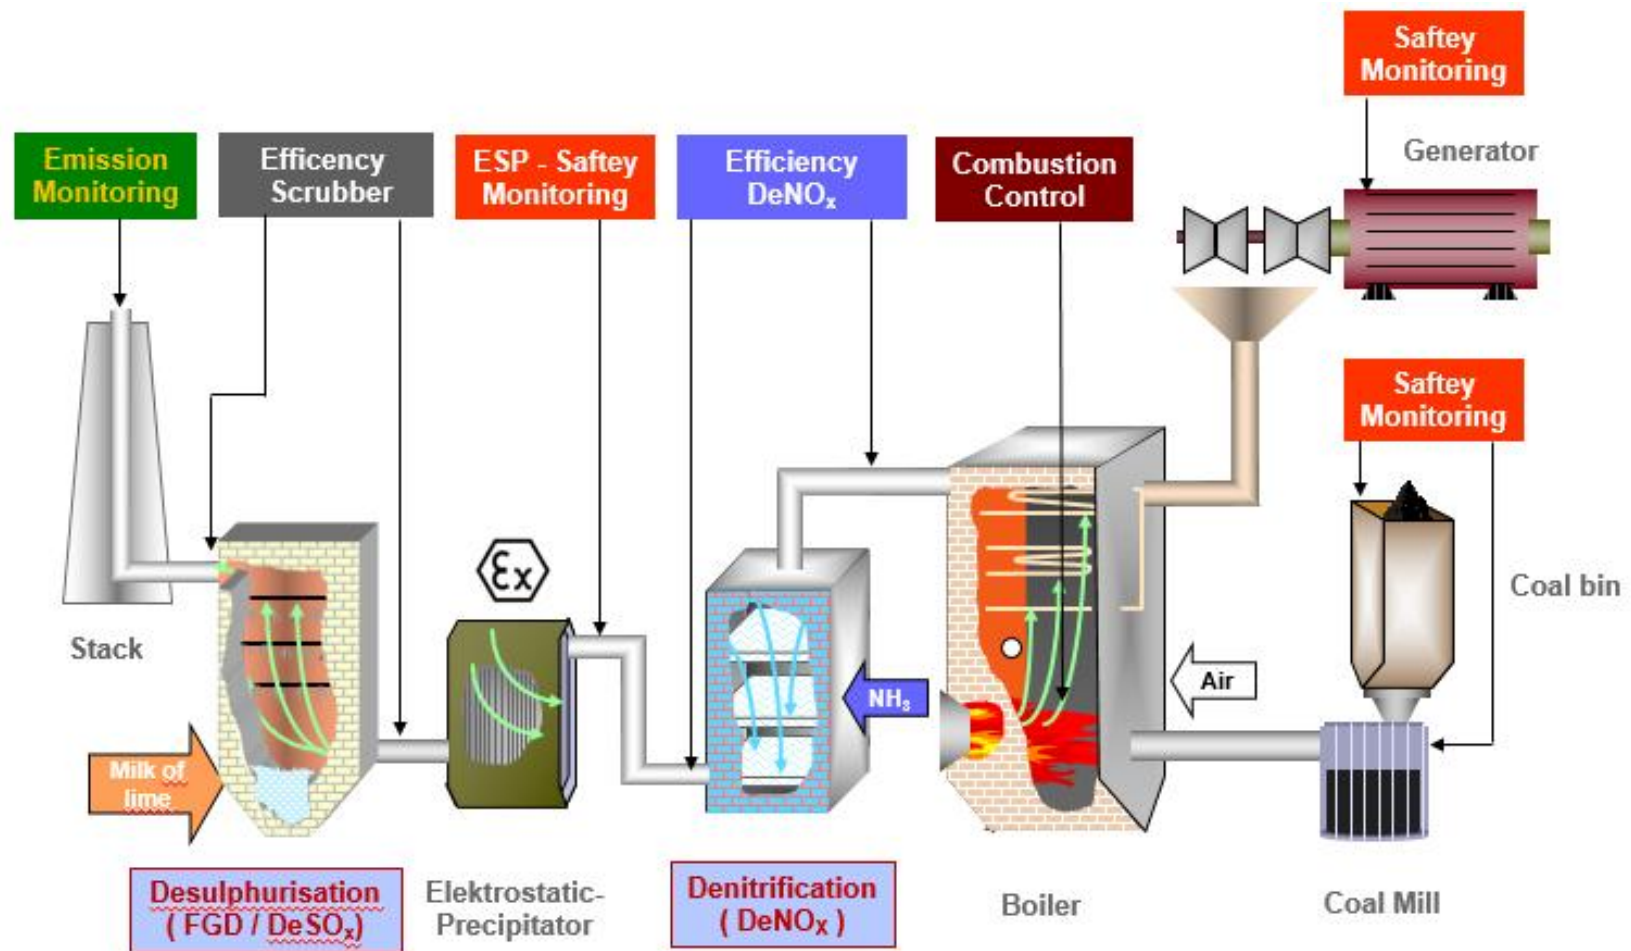 Saftey
Monitoring
Generator
Emission
Monitoring
Efficency
Scrubber
ESP - Saftey
Monitoring
Efficiency
DeNOₓ
Combustion
Control
Saftey
Monitoring
Ex
Coal bin
Stack
Air
NH₃
Milk of
lime
Desulphurisation
( FGD / DeSOₓ)
Elektrostatic-
Precipitator
Denitrification
( DeNOₓ )
Boiler
Coal Mill